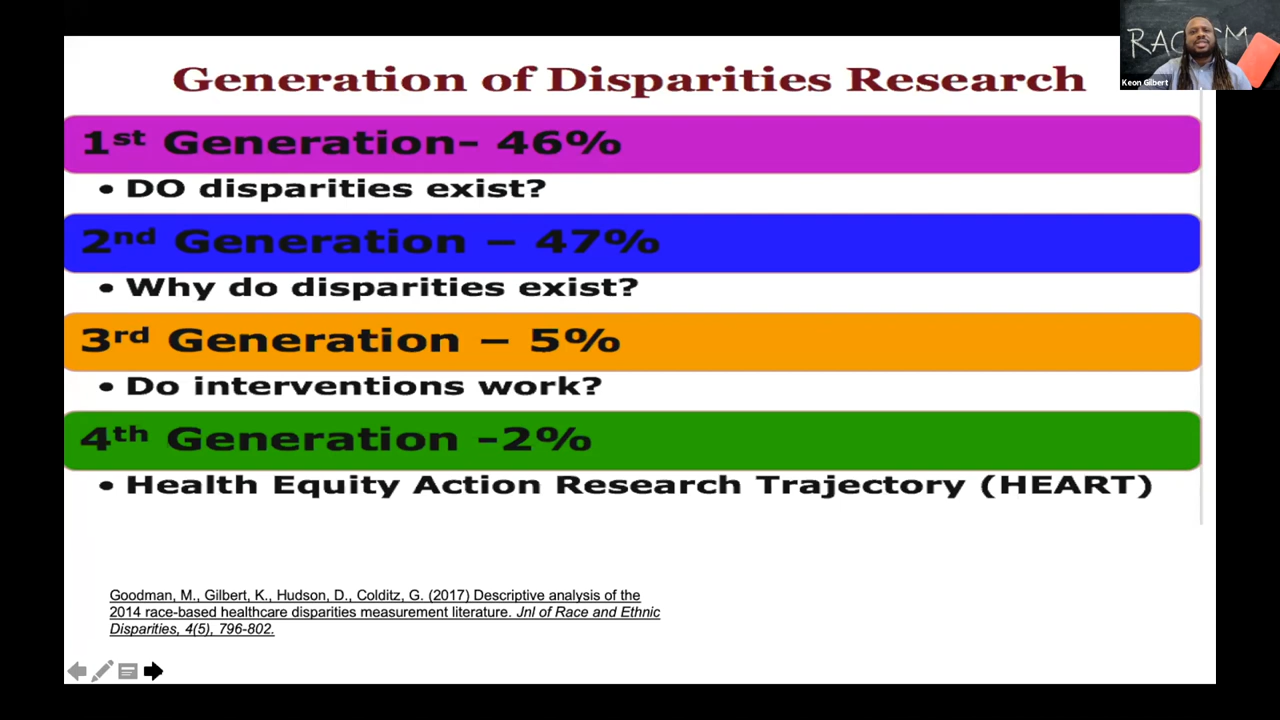 Generation of Disparities Research
RACISM
Keon Gilbert
1st Generation- 46%
• DO disparities exist?
2nd Generation – 47%
• Why do disparities exist?
3rd Generation – 5%
• Do interventions work?
4th Generation -2%
• Health Equity Action Research Trajectory (HEART)
Goodman, M., Gilbert, K., Hudson, D., Colditz, G. (2017) Descriptive analysis of the
2014 race-based healthcare disparities measurement literature. Jnl of Race and Ethnic
Disparities, 4(5), 796-802.